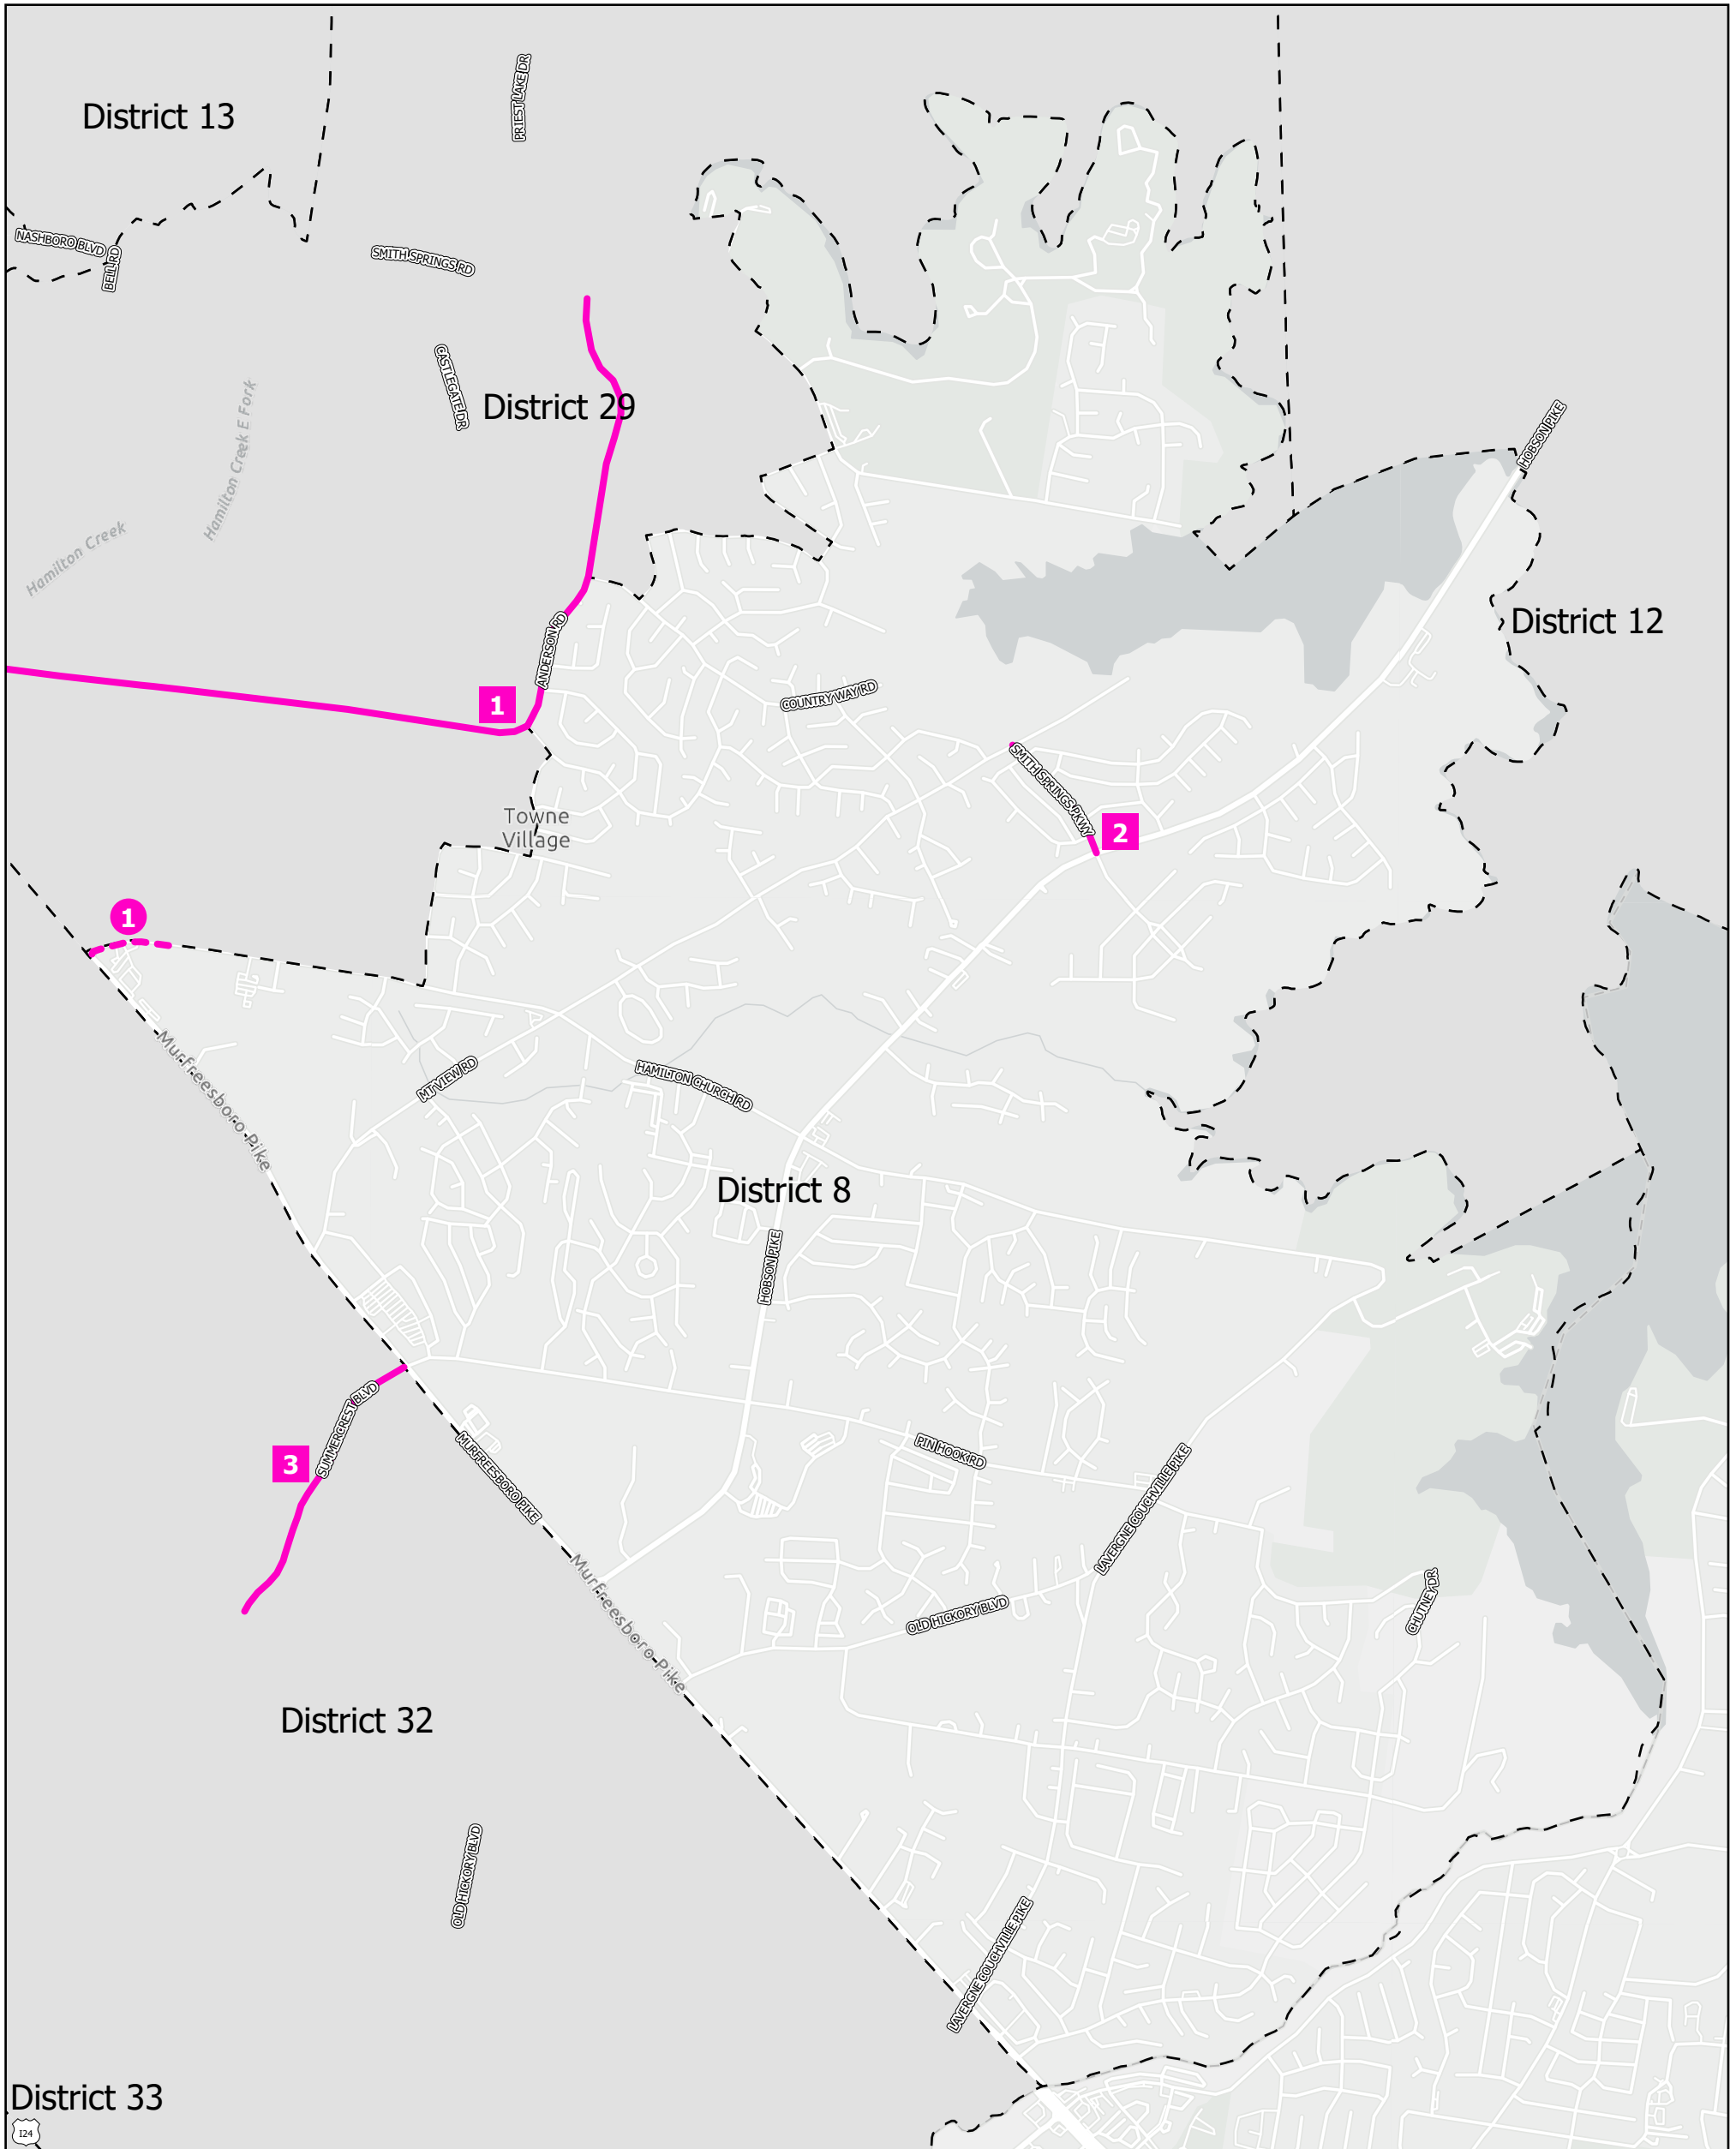 PRIEST LAKE DR
District 13
NASHBORO BLVD
BELL RD
SMITH SPRINGS RD
CASTLEGATE DR
District 29
Hamilton Creek E Fork
Hamilton Creek
HOBSON PIKE
District 12
ANDERSON RD
1
COUNTRY WAY RD
SMITH SPRINGS PKWY
2
Towne
Village
1
Murfreesboro Pike
MT VIEW RD
HAMILTON CHURCH RD
District 8
HOBSON PIKE
SUMMERCREST BLVD
3
MURFREESBORO PIKE
PIN HOOK RD
LAVERGNE COUCHVILLE PIKE
Murfreesboro Pike
OLD HICKORY BLVD
CHUTNEY DR
District 32
OLD HICKORY BLVD
LAVERGNE COUCHVILLE PIKE
District 33
I24